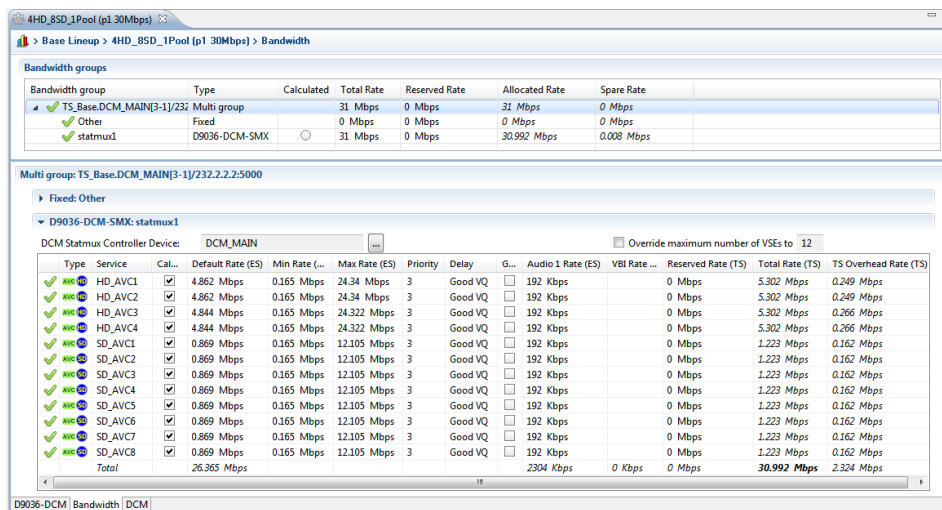 4HD_8SD_1Pool (p1 30Mbps)
> Base Lineup > 4HD_8SD_1Pool (p1 30Mbps) > Bandwidth
Bandwidth groups
Bandwidth group Type Calculated Total Rate Reserved Rate Allocated Rate Spare Rate
TS_Base.DCM_MAIN[3-1]/232 Multi group 31 Mbps 0 Mbps 31 Mbps 0 Mbps
Other Fixed 0 Mbps 0 Mbps 0 Mbps 0 Mbps
statmux1 D9036-DCM-SMX 31 Mbps 0 Mbps 30.992 Mbps 0.008 Mbps
Multi group: TS_Base.DCM_MAIN[3-1]/232.2.2.2:5000
Fixed: Other
D9036-DCM-SMX: statmux1
DCM Statmux Controller Device: DCM_MAIN ... Override maximum number of VSEs to 12
Type Service Cal... Default Rate (ES) Min Rate (... Max Rate (ES) Priority Delay G... Audio 1 Rate (ES) VBI Rate ... Reserved Rate (TS) Total Rate (TS) TS Overhead Rate (TS)
AVC HD HD_AVC1 4.862 Mbps 0.165 Mbps 24.34 Mbps 3 Good VQ 192 Kbps 0 Mbps 5.302 Mbps 0.249 Mbps
AVC HD HD_AVC2 4.862 Mbps 0.165 Mbps 24.34 Mbps 3 Good VQ 192 Kbps 0 Mbps 5.302 Mbps 0.249 Mbps
AVC HD HD_AVC3 4.844 Mbps 0.165 Mbps 24.322 Mbps 3 Good VQ 192 Kbps 0 Mbps 5.302 Mbps 0.266 Mbps
AVC HD HD_AVC4 4.844 Mbps 0.165 Mbps 24.322 Mbps 3 Good VQ 192 Kbps 0 Mbps 5.302 Mbps 0.266 Mbps
AVC SD SD_AVC1 0.869 Mbps 0.165 Mbps 12.105 Mbps 3 Good VQ 192 Kbps 0 Mbps 1.223 Mbps 0.162 Mbps
AVC SD SD_AVC2 0.869 Mbps 0.165 Mbps 12.105 Mbps 3 Good VQ 192 Kbps 0 Mbps 1.223 Mbps 0.162 Mbps
AVC SD SD_AVC3 0.869 Mbps 0.165 Mbps 12.105 Mbps 3 Good VQ 192 Kbps 0 Mbps 1.223 Mbps 0.162 Mbps
AVC SD SD_AVC4 0.869 Mbps 0.165 Mbps 12.105 Mbps 3 Good VQ 192 Kbps 0 Mbps 1.223 Mbps 0.162 Mbps
AVC SD SD_AVC5 0.869 Mbps 0.165 Mbps 12.105 Mbps 3 Good VQ 192 Kbps 0 Mbps 1.223 Mbps 0.162 Mbps
AVC SD SD_AVC6 0.869 Mbps 0.165 Mbps 12.105 Mbps 3 Good VQ 192 Kbps 0 Mbps 1.223 Mbps 0.162 Mbps
AVC SD SD_AVC7 0.869 Mbps 0.165 Mbps 12.105 Mbps 3 Good VQ 192 Kbps 0 Mbps 1.223 Mbps 0.162 Mbps
AVC SD SD_AVC8 0.869 Mbps 0.165 Mbps 12.105 Mbps 3 Good VQ 192 Kbps 0 Mbps 1.223 Mbps 0.162 Mbps
Total 26.365 Mbps 2304 Kbps 0 Kbps 0 Mbps 30.992 Mbps 2.324 Mbps
D9036-DCM Bandwidth DCM